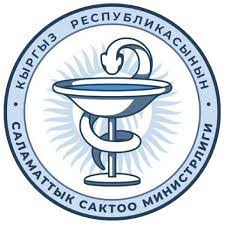 КЫРГЫЗ РЕСПУБЛИКАСЫНЫН
САЛАМАТТЫК САКТОО МИНИСТРЛИГИ